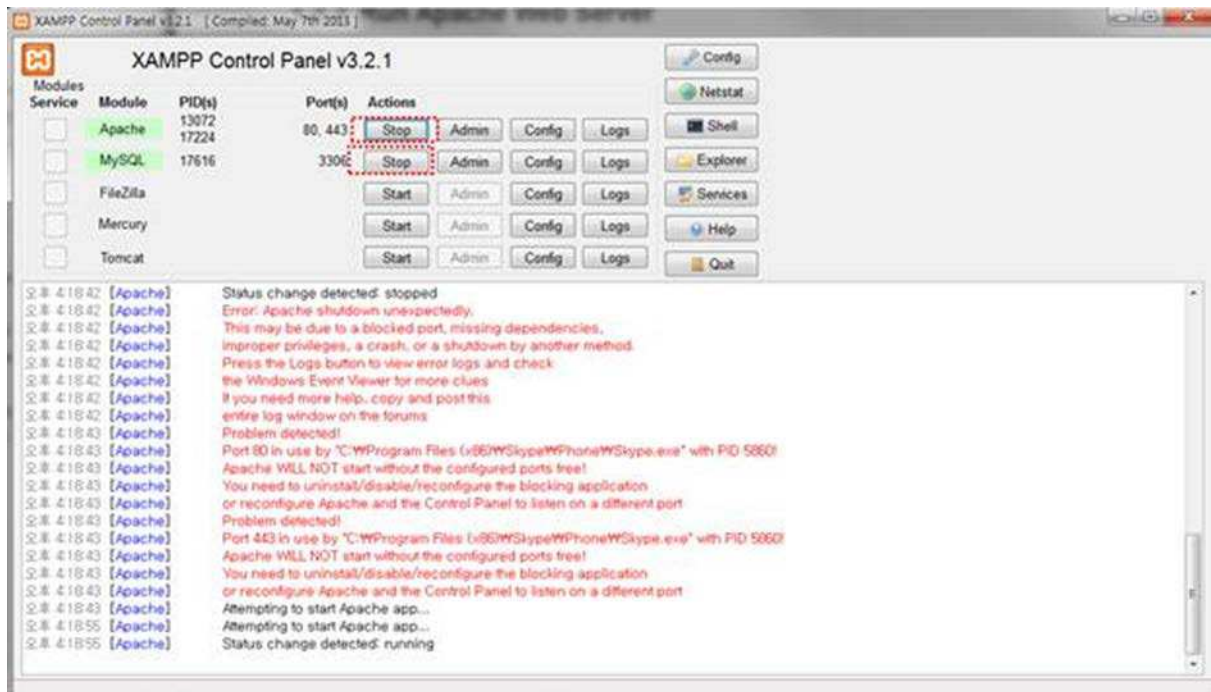 XAMPP Control Panel v3.2.1 [ Compiled: May 7th 2013 ]
Run Apache Web Server
XAMPP Control Panel v3.2.1
Config
Modules
Service Module PID(s) Port(s) Actions
Netstat
Apache 13072 17224 80, 443 Stop Admin Config Logs
Shell
MySQL 17616 3306 Stop Admin Config Logs
Explorer
FileZilla Start Admin Config Logs
Services
Mercury Start Admin Config Logs
Help
Tomcat Start Admin Config Logs
Quit
오후 4:18:42 [Apache] Status change detected: stopped
오후 4:18:42 [Apache] Error: Apache shutdown unexpectedly.
오후 4:18:42 [Apache] This may be due to a blocked port, missing dependencies,
오후 4:18:42 [Apache] improper privileges, a crash, or a shutdown by another method.
오후 4:18:42 [Apache] Press the Logs button to view error logs and check
오후 4:18:42 [Apache] the Windows Event Viewer for more clues
오후 4:18:42 [Apache] If you need more help, copy and post this
오후 4:18:42 [Apache] entire log window on the forums
오후 4:18:43 [Apache] Problem detected!
오후 4:18:43 [Apache] Port 80 in use by "C:₩Program Files (x86)₩Skype₩Phone₩Skype.exe" with PID 5860!
오후 4:18:43 [Apache] Apache WILL NOT start without the configured ports free!
오후 4:18:43 [Apache] You need to uninstall/disable/reconfigure the blocking application
오후 4:18:43 [Apache] or reconfigure Apache and the Control Panel to listen on a different port
오후 4:18:43 [Apache] Problem detected!
오후 4:18:43 [Apache] Port 443 in use by "C:₩Program Files (x86)₩Skype₩Phone₩Skype.exe" with PID 5860!
오후 4:18:43 [Apache] Apache WILL NOT start without the configured ports free!
오후 4:18:43 [Apache] You need to uninstall/disable/reconfigure the blocking application
오후 4:18:43 [Apache] or reconfigure Apache and the Control Panel to listen on a different port
오후 4:18:43 [Apache] Attempting to start Apache app...
오후 4:18:55 [Apache] Attempting to start Apache app...
오후 4:18:55 [Apache] Status change detected: running